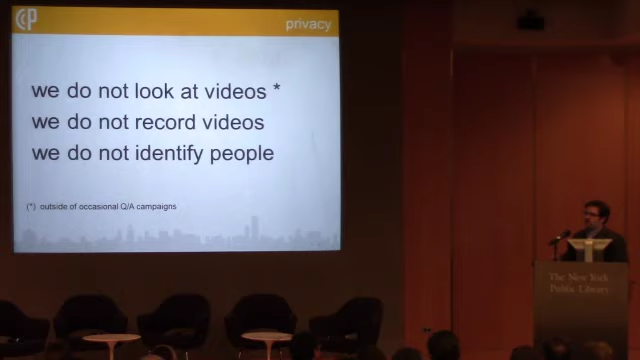 CCP
privacy
we do not look at videos *
we do not record videos
we do not identify people
(*) outside of occasional Q/A campaigns
The New York
Public Library